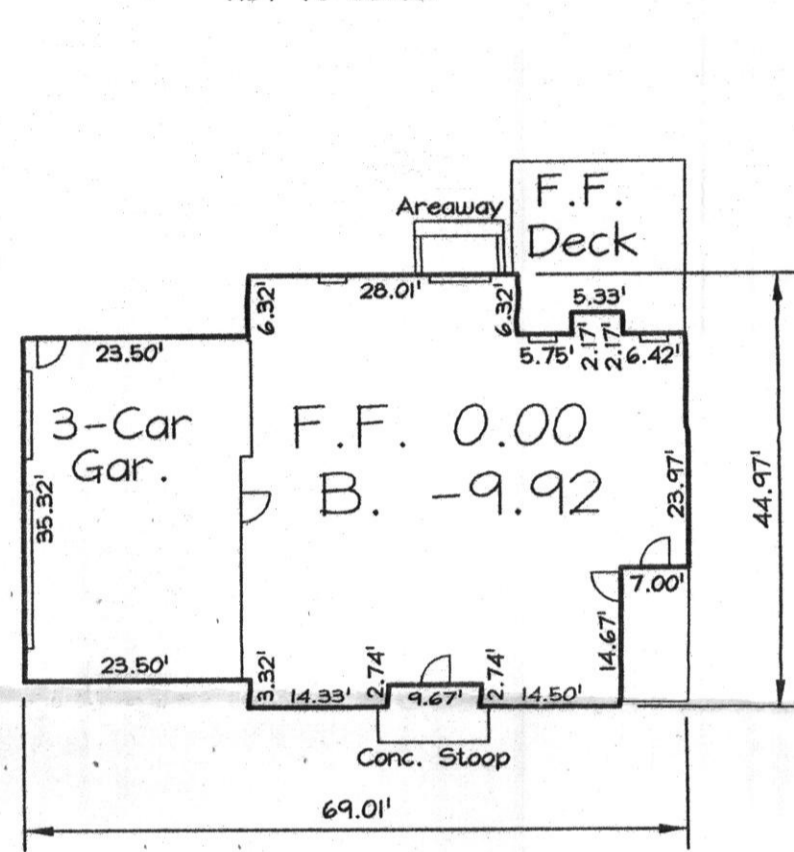 F.F.
Deck
Areaway
28.01'
6.32'
6.32'
5.33'
5.75'
2.17'
2.17'
6.42'
23.50'
3-Car
Gar.
35.32'
F.F. 0.00
B. -9.92
23.97'
44.97'
7.00'
14.67'
23.50'
3.32'
14.33'
2.74'
9.67'
2.74'
14.50'
Conc. Stoop
69.01'